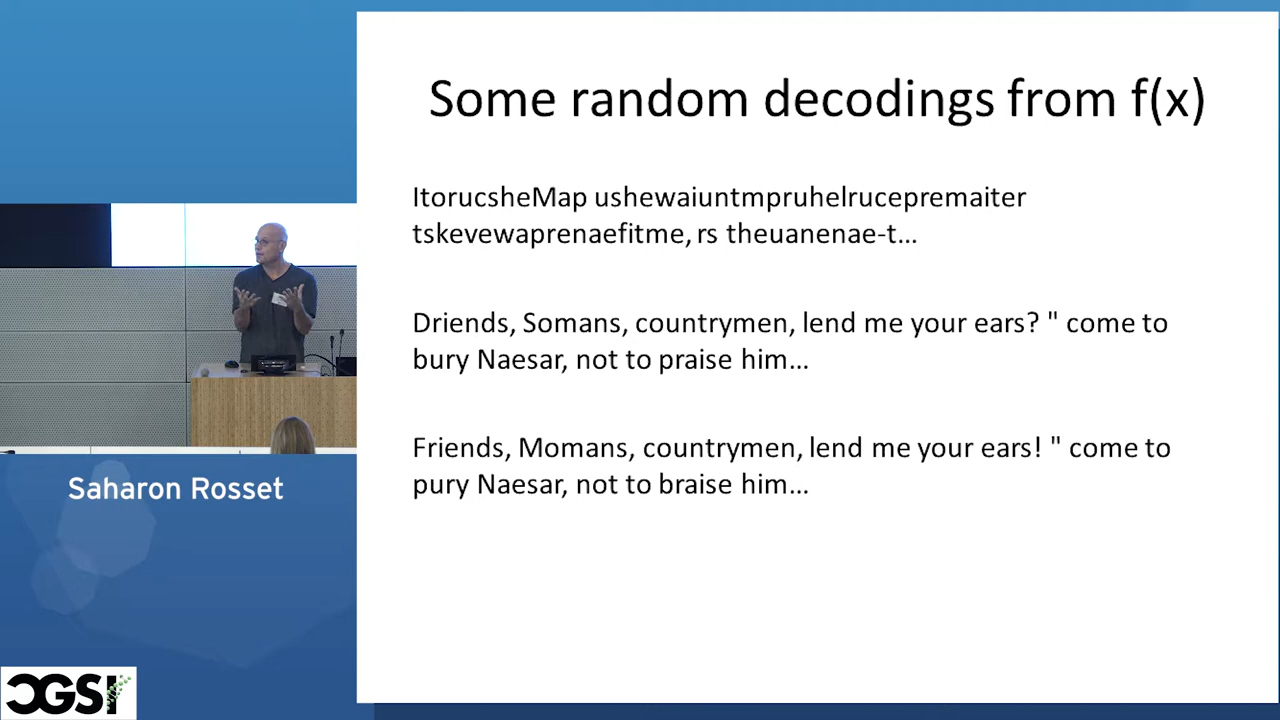 Some random decodings from f(x)
ItorucsheMap ushewaiuntmpruhelrucepremaiter
tskevewaprenaefitme, rs theuanenae-t...
Driends, Somans, countrymen, lend me your ears? " come to
bury Naesar, not to praise him...
Friends, Momans, countrymen, lend me your ears! " come to
pury Naesar, not to braise him...
Saharon Rosset
CGSI